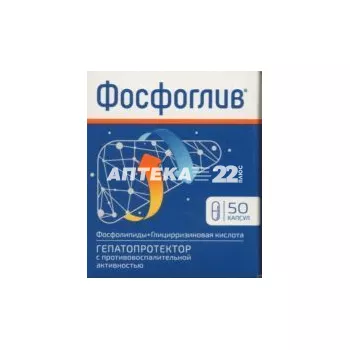 Фосфоглив®
АПТЕКА 22 ПЛЮС
50
КАПСУЛ
Фосфолипиды+Глицирризиновая кислота
ГЕПАТОПРОТЕКТОР
с противовоспалительной
активностью